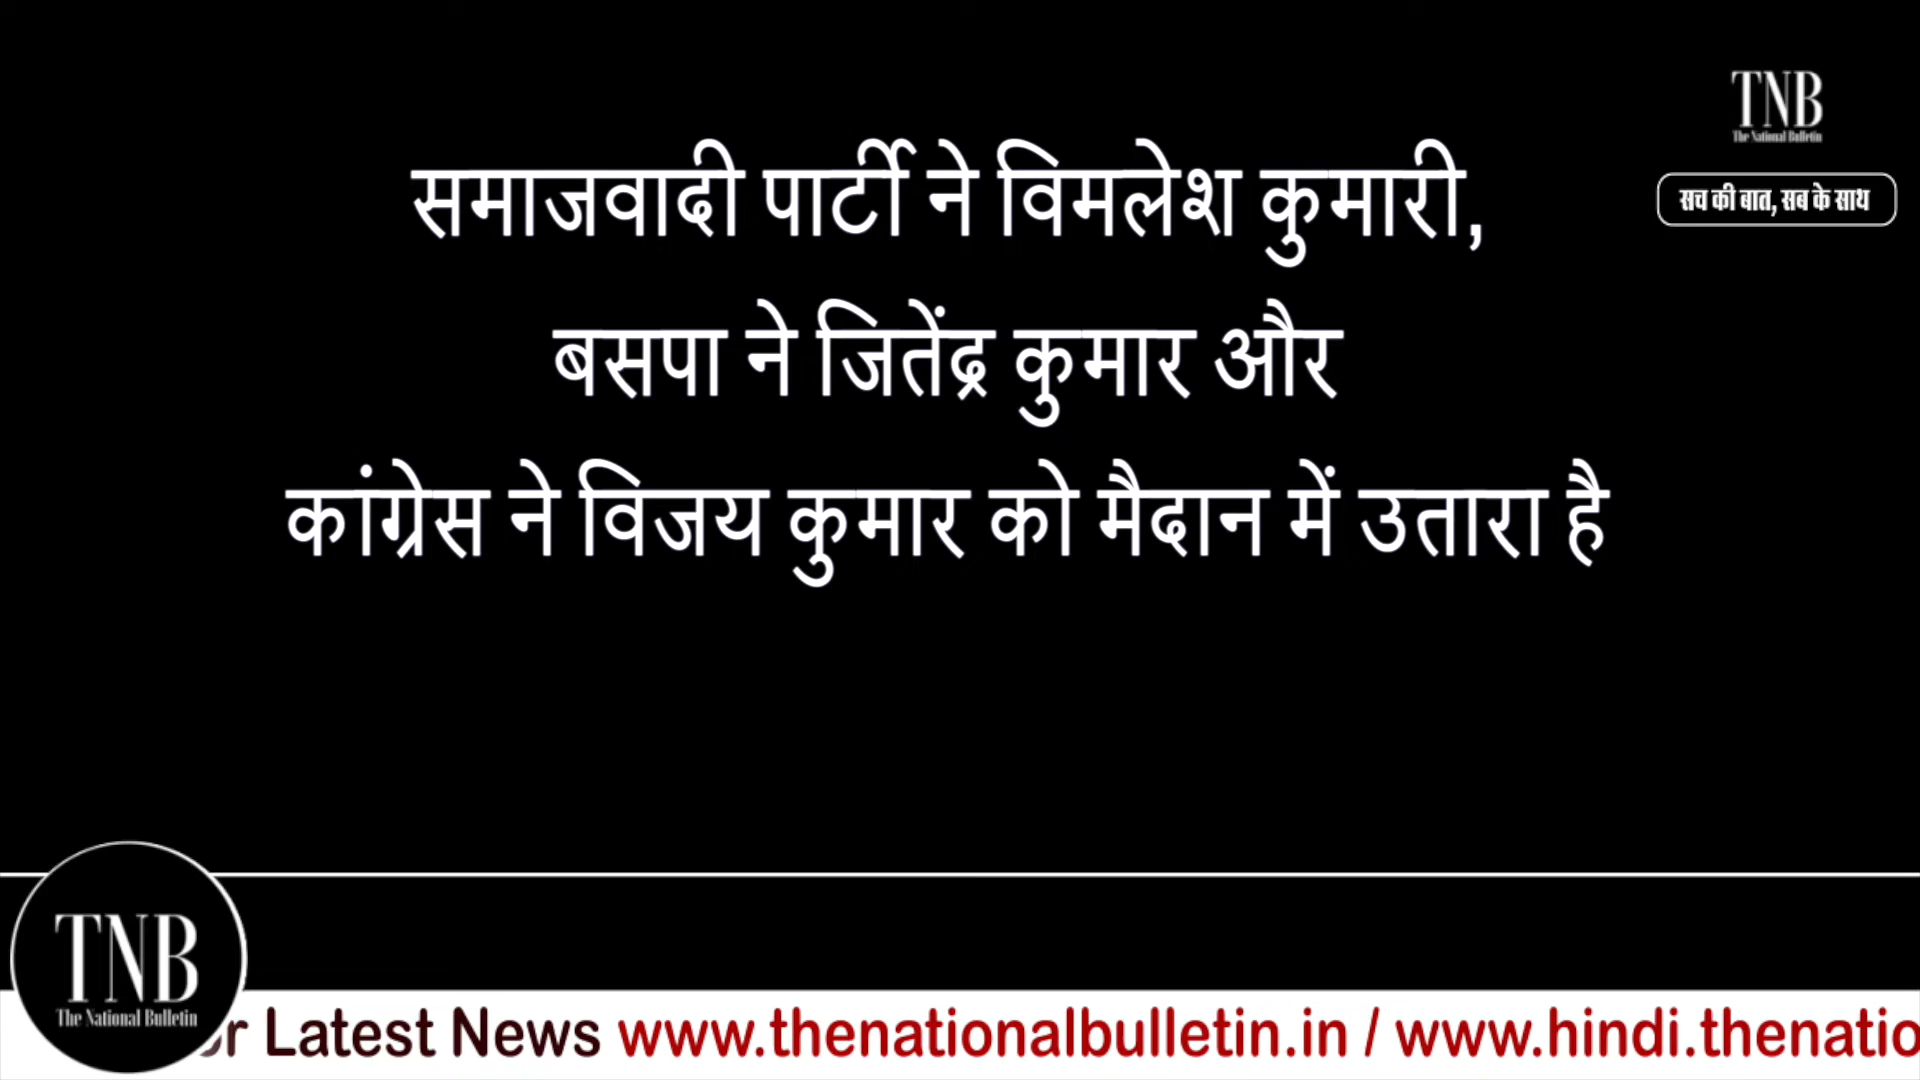 TNB
The National Bulletin
सच की बात, सब के साथ
समाजवादी पार्टी ने विमलेश कुमारी,
बसपा ने जितेंद्र कुमार और
कांग्रेस ने विजय कुमार को मैदान में उतारा है
TNB
The National Bulletin
r Latest News www.thenationalbulletin.in / www.hindi.thenatio